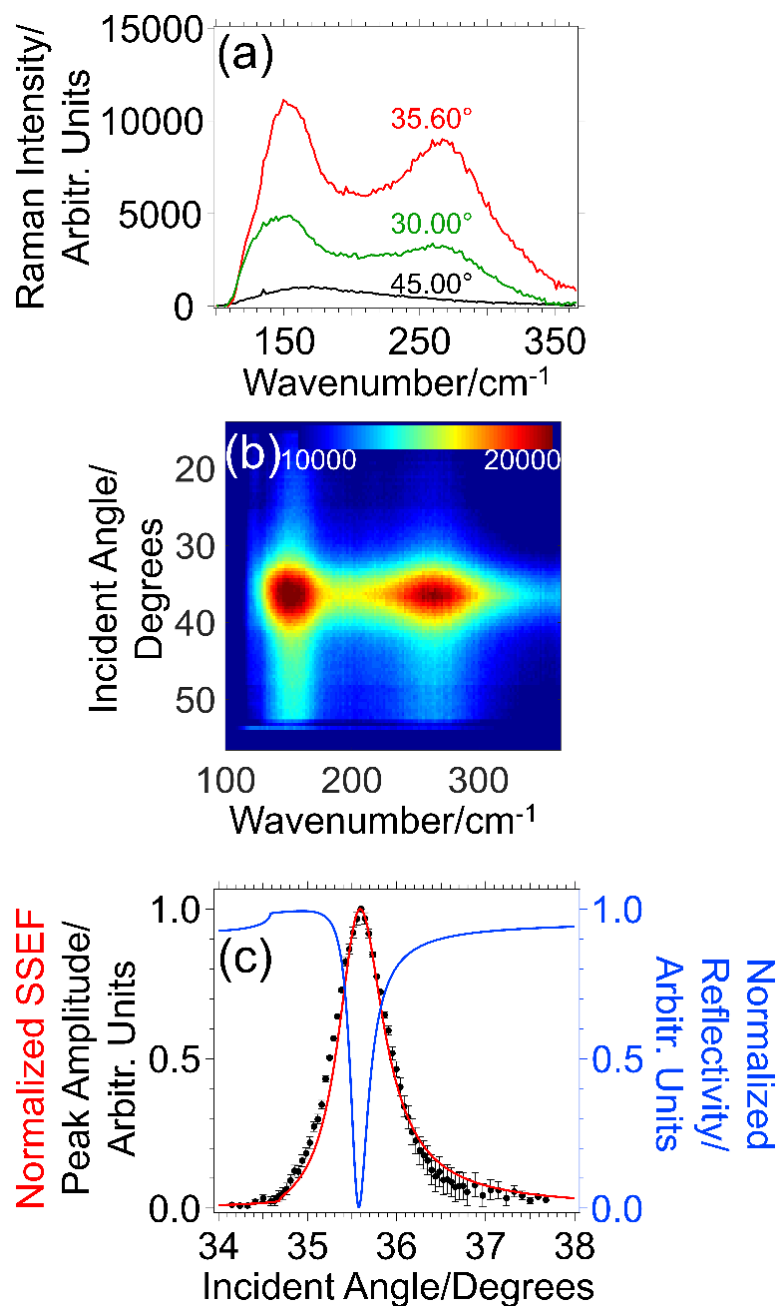 (a)
Raman Intensity/
Arbitr. Units
15000
10000
5000
0
35.60°
30.00°
45.00°
150 250 350
Wavenumber/cm-1
(b)
10000 20000
Incident Angle/
Degrees
20
30
40
50
100 200 300
Wavenumber/cm-1
(c)
Normalized SSEF
Peak Amplitude/
Arbitr. Units
1.0
0.5
0.0
1.0
0.5
0.0
Normalized
Reflectivity/
Arbitr. Units
34 35 36 37 38
Incident Angle/Degrees